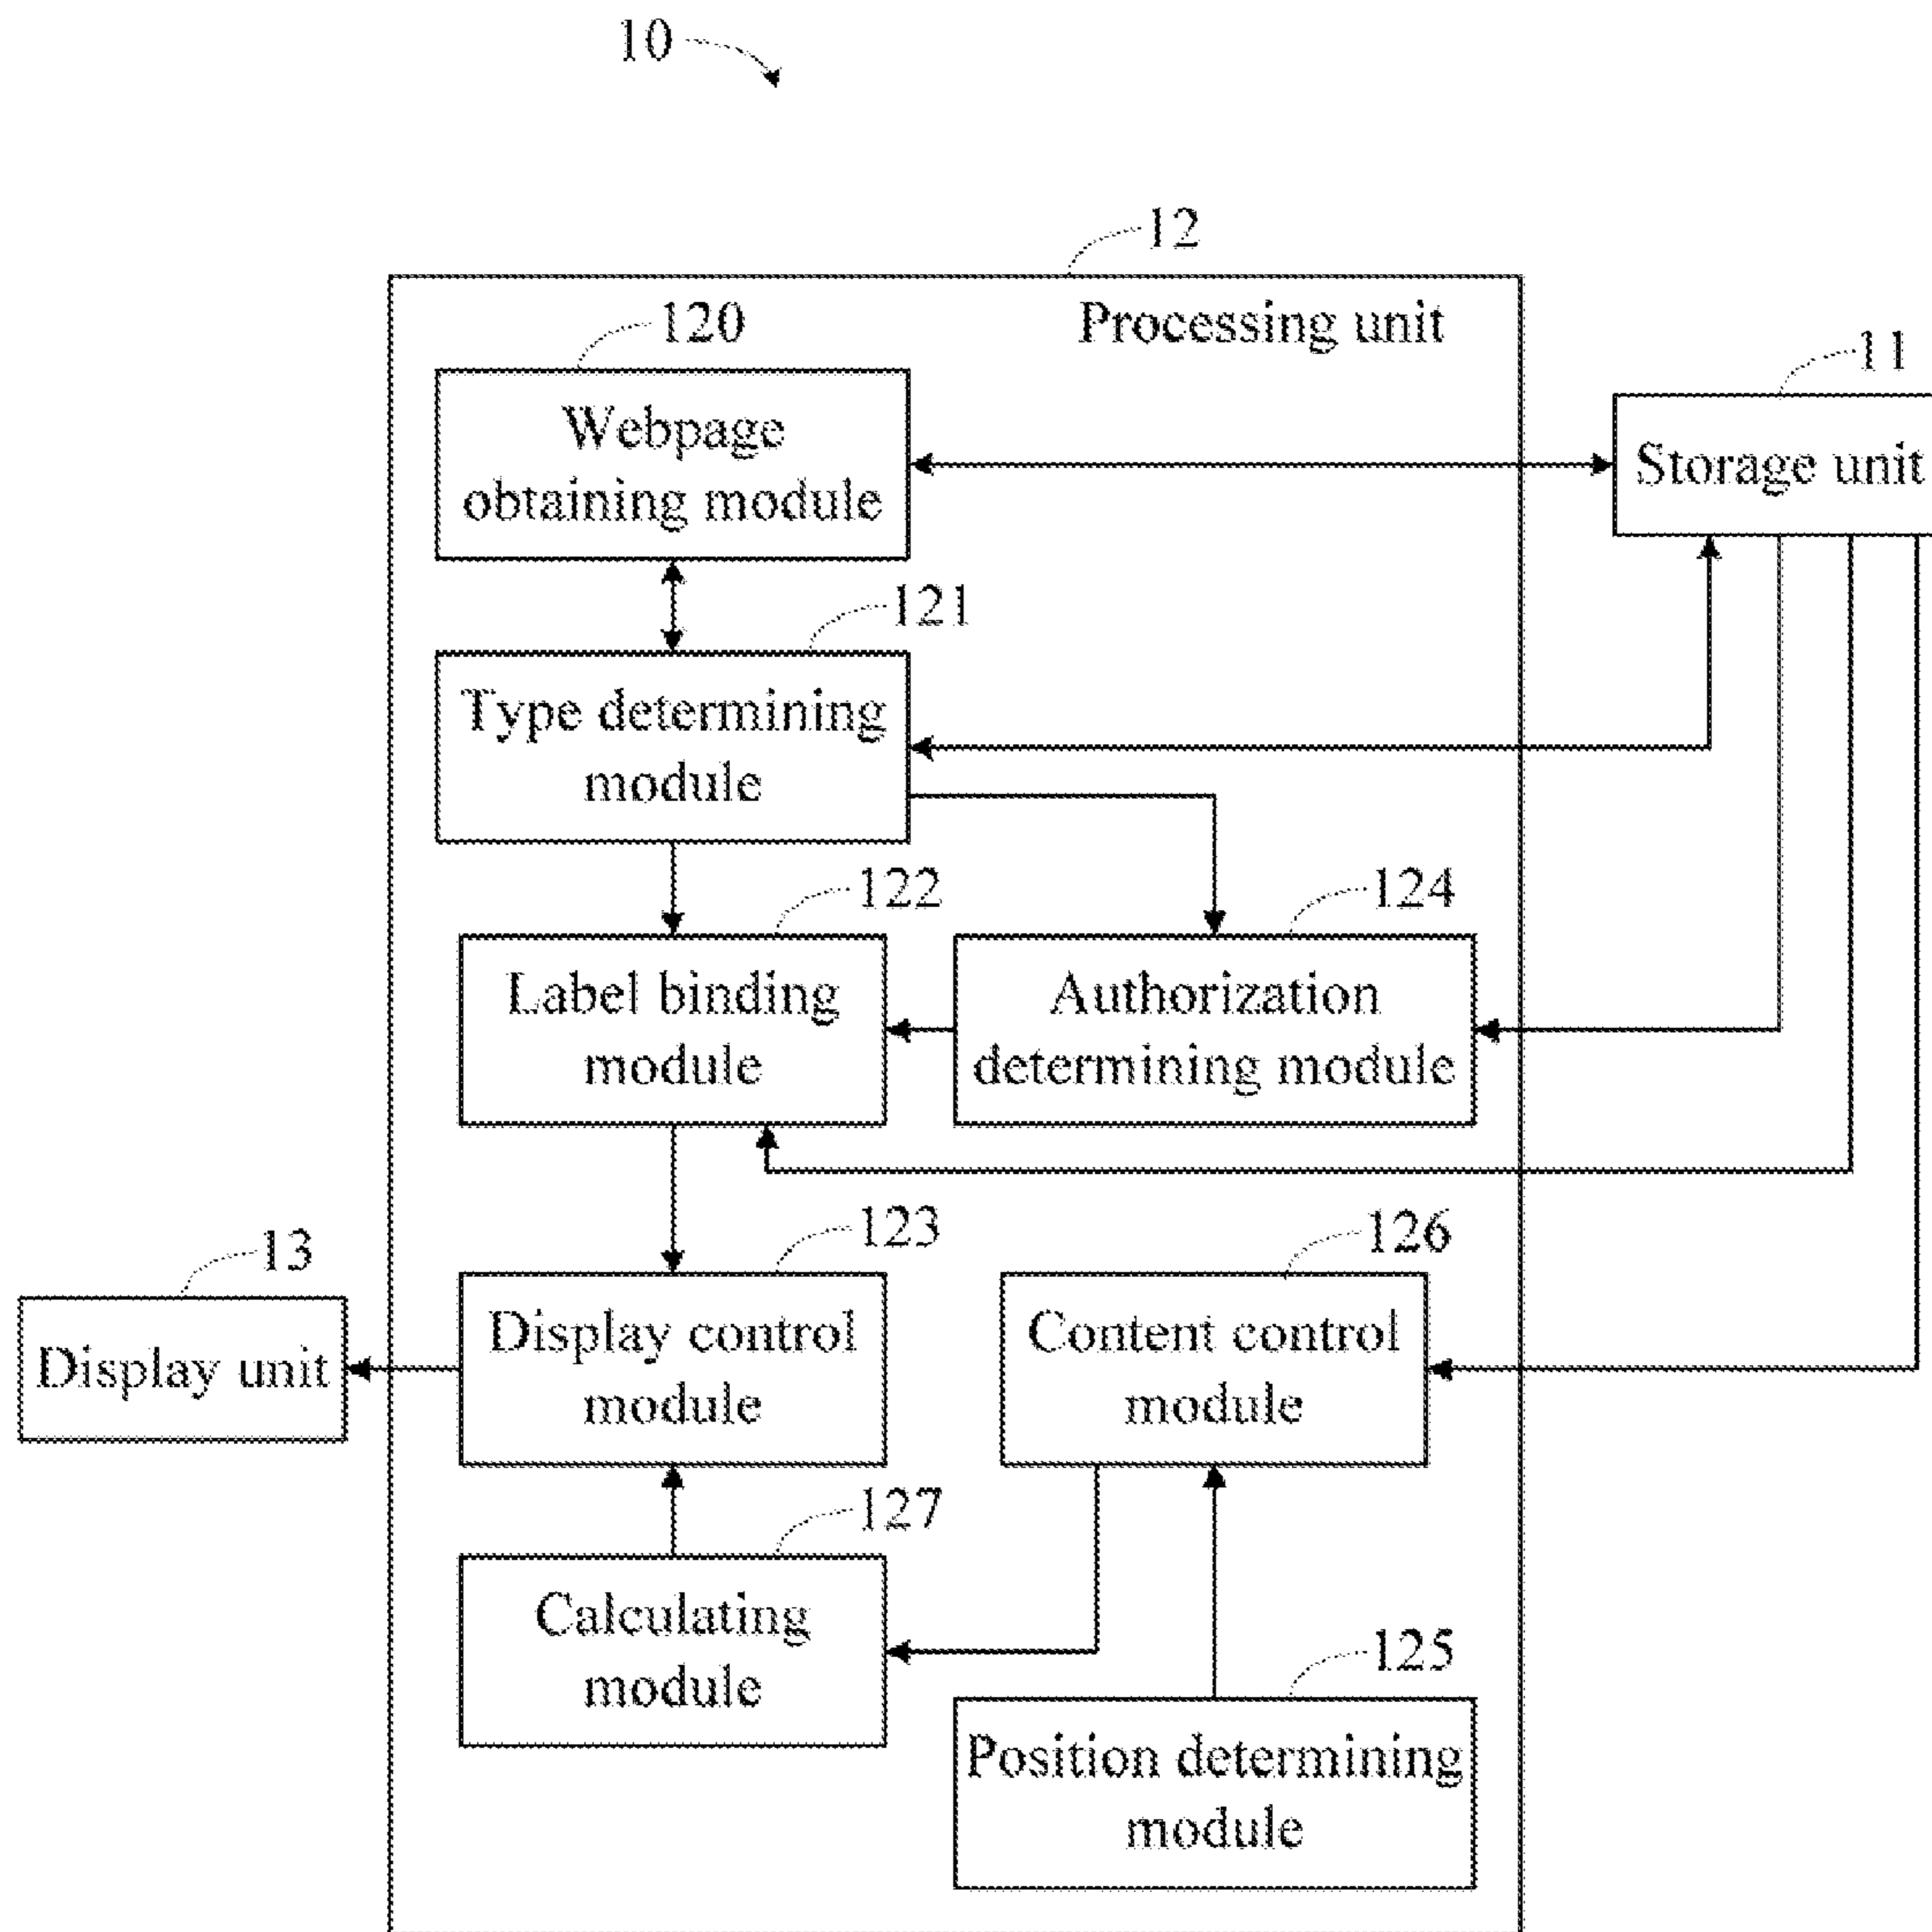 10
12
Processing unit
120
Webpage
obtaining module
11
Storage unit
121
Type determining
module
122
Label binding
module
124
Authorization
determining module
123
Display control
module
126
Content control
module
13
Display unit
127
Calculating
module
125
Position determining
module